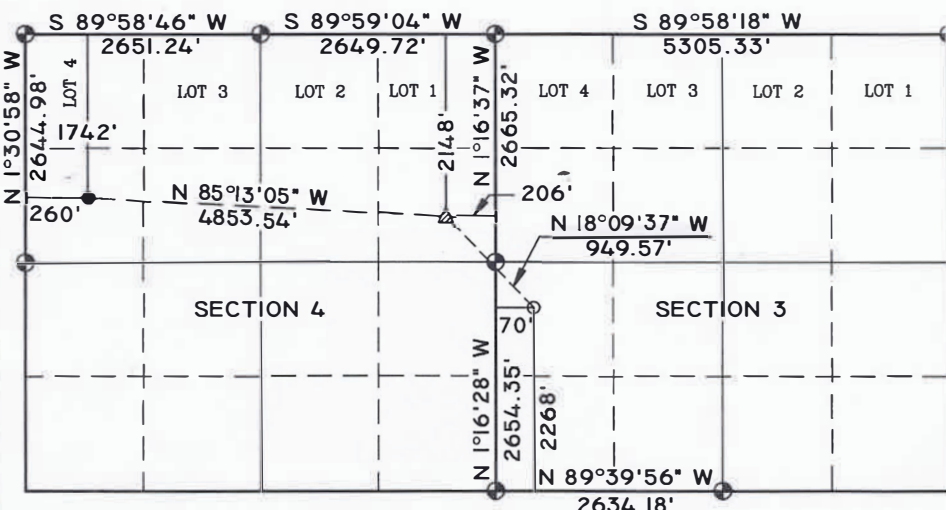 S 89°58'46" W
2651.24'
S 89°59'04" W
2649.72'
S 89°58'18" W
5305.33'
N 1°30'58" W
2644.98'
LOT 4
LOT 3
LOT 2
LOT 1
N 1°16'37" W
2665.32'
LOT 4
LOT 3
LOT 2
LOT 1
1742'
2148'
260'
N 85°13'05" W
4853.54'
206'
N 18°09'37" W
949.57'
SECTION 4
SECTION 3
70'
N 1°16'28" W
2654.35'
2268'
N 89°39'56" W
2634.18'